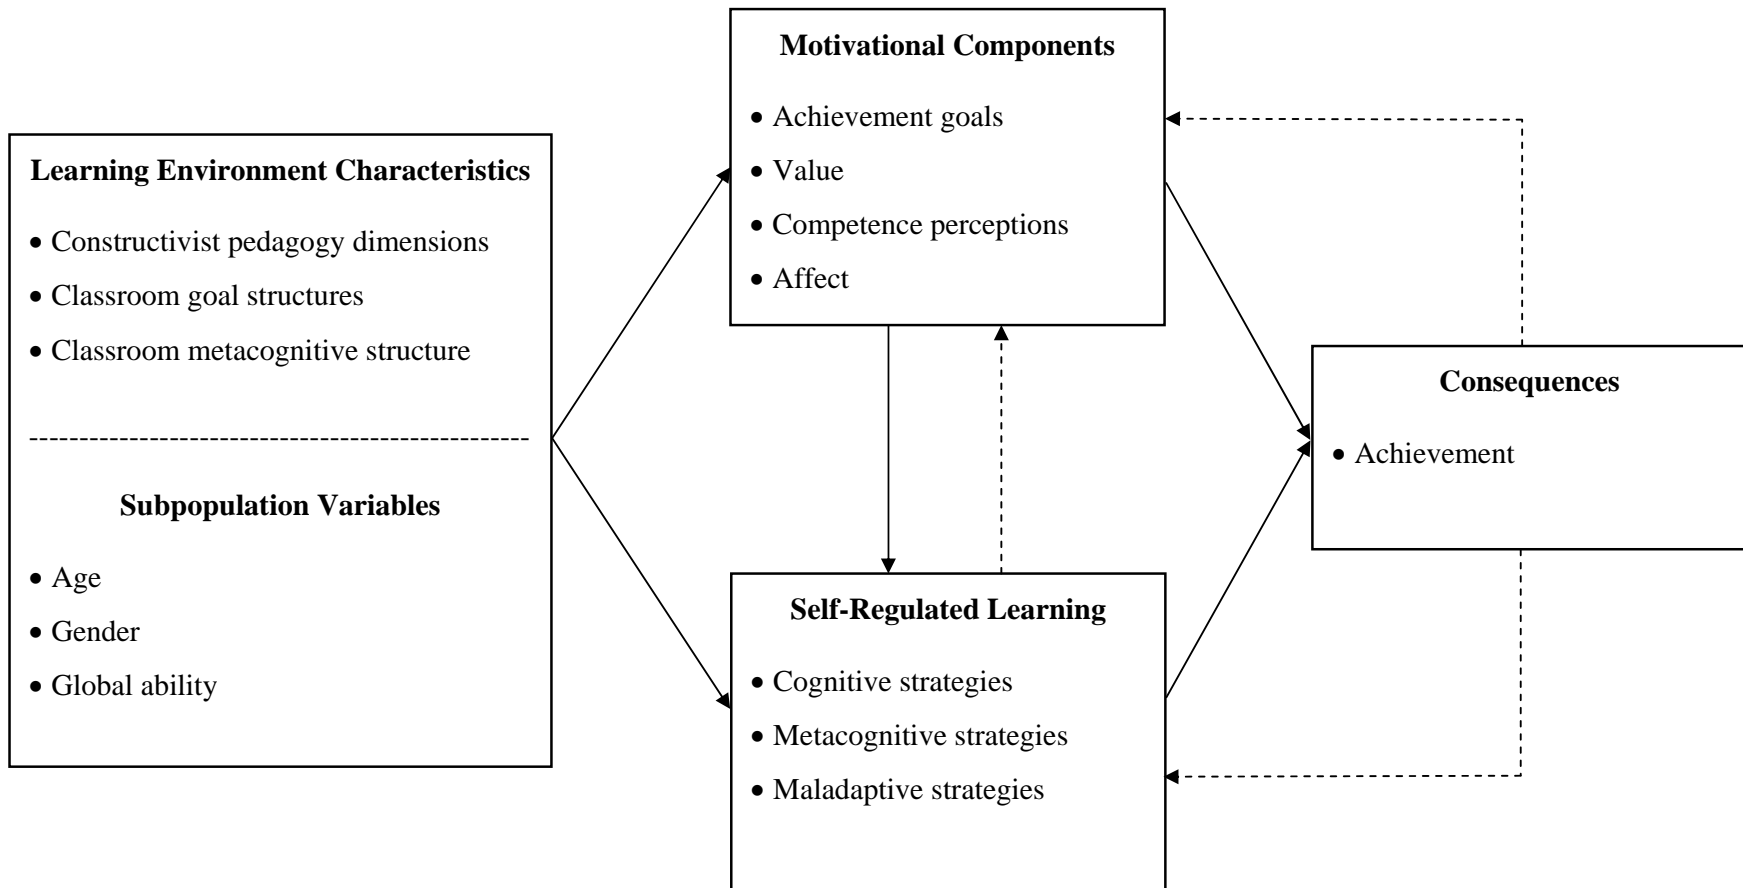 Motivational Components
• Achievement goals
• Value
• Competence perceptions
• Affect
Learning Environment Characteristics
• Constructivist pedagogy dimensions
• Classroom goal structures
• Classroom metacognitive structure
Subpopulation Variables
• Age
• Gender
• Global ability
Self-Regulated Learning
• Cognitive strategies
• Metacognitive strategies
• Maladaptive strategies
Consequences
• Achievement